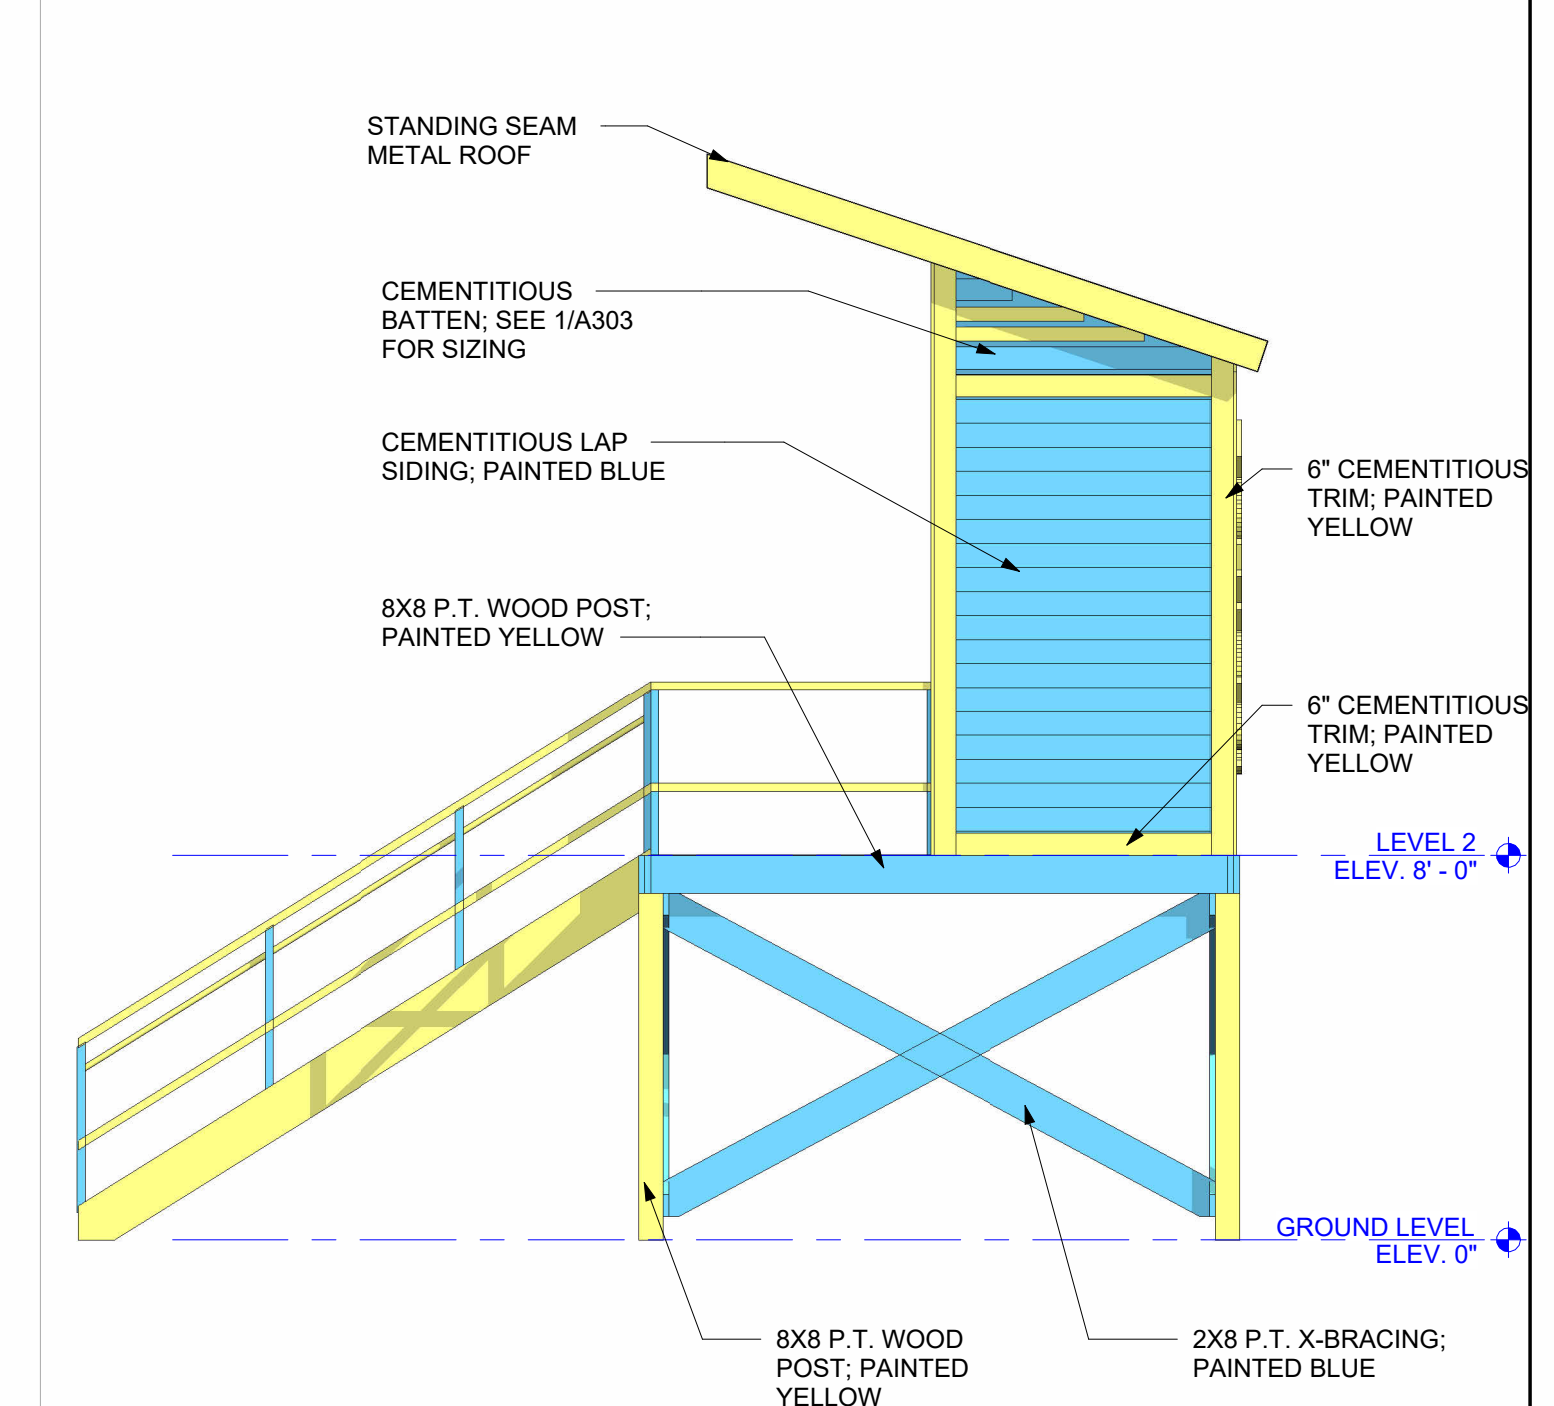 STANDING SEAM
METAL ROOF
CEMENTITIOUS
BATTEN; SEE 1/A303
FOR SIZING
CEMENTITIOUS LAP
SIDING; PAINTED BLUE
6" CEMENTITIOUS
TRIM; PAINTED
YELLOW
8X8 P.T. WOOD POST;
PAINTED YELLOW
6" CEMENTITIOUS
TRIM; PAINTED
YELLOW
LEVEL 2
ELEV. 8' - 0"
GROUND LEVEL
ELEV. 0"
8X8 P.T. WOOD
POST; PAINTED
YELLOW
2X8 P.T. X-BRACING;
PAINTED BLUE